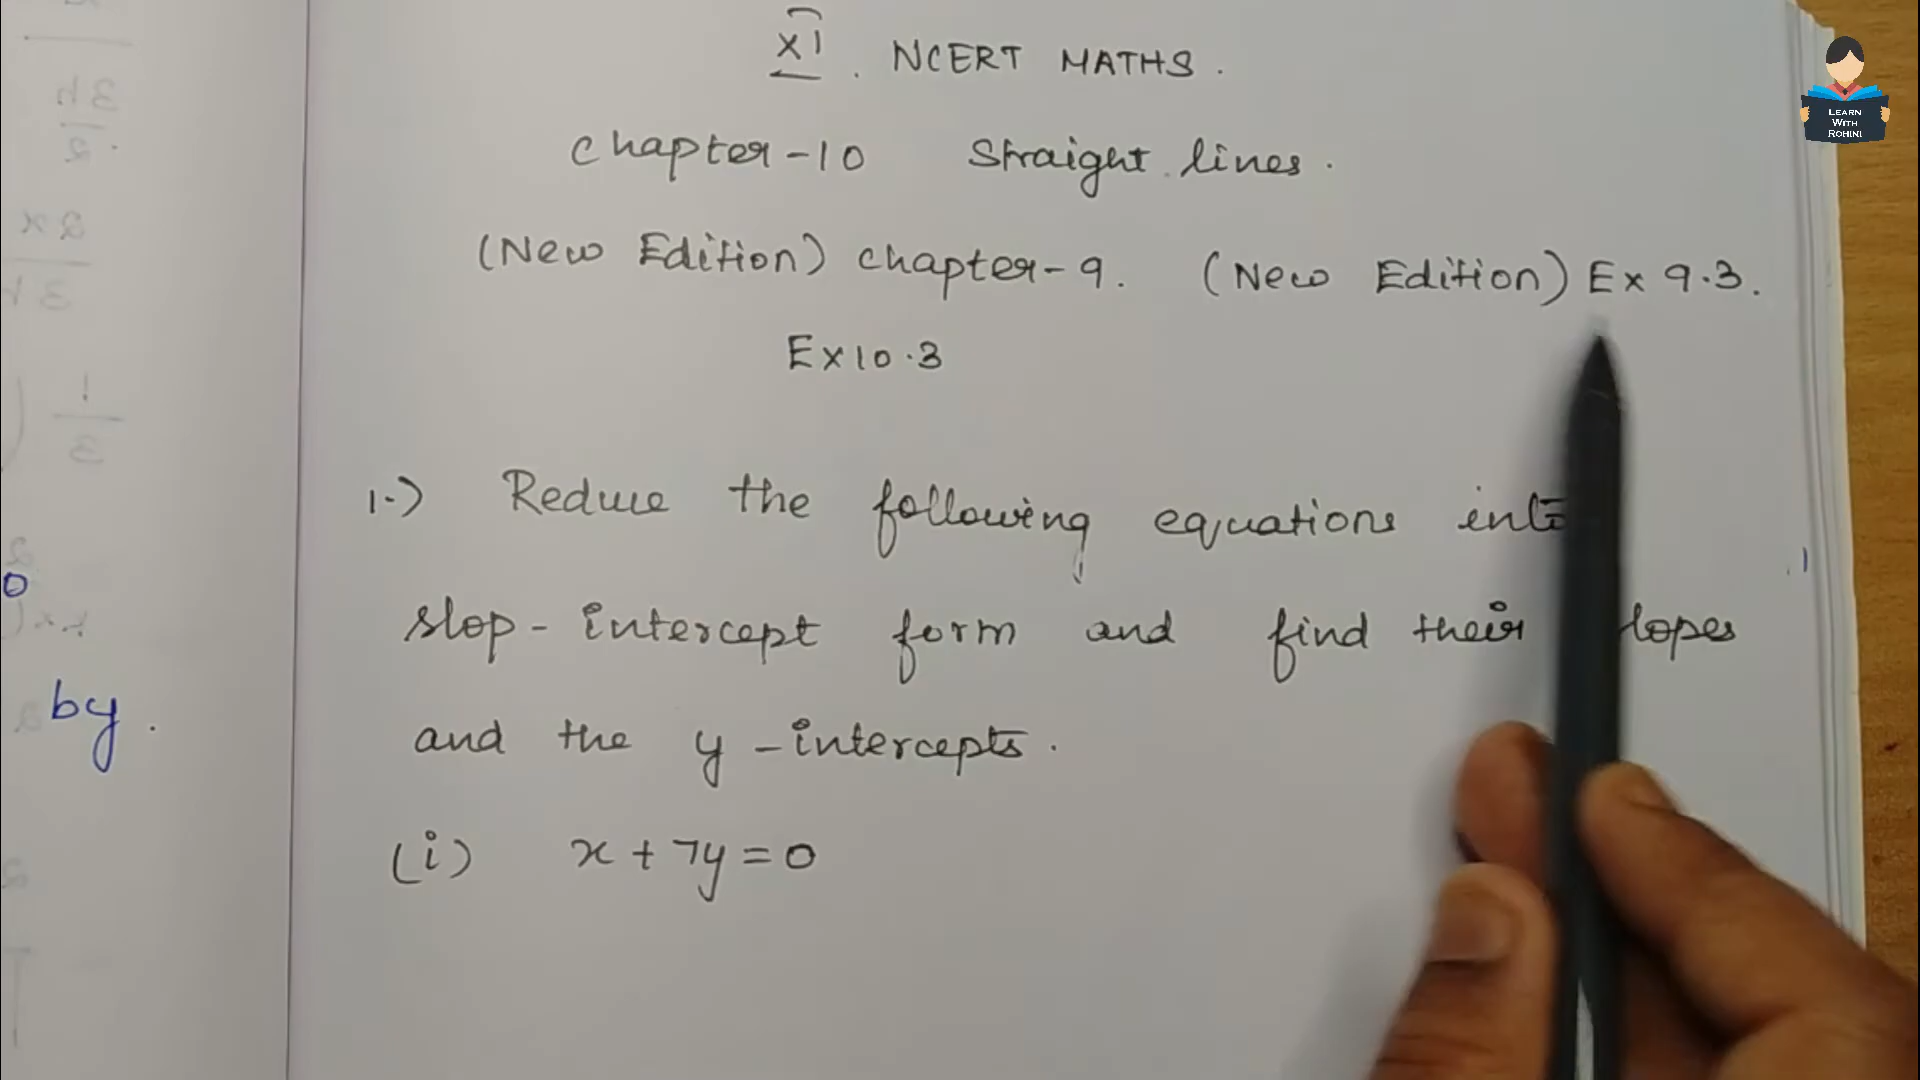 XI. NCERT MATHS.
LEARN
WITH
ROHINI
Chapter-10 Straight lines.
(New Edition) chapter-9. (New Edition) Ex 9.3.
Ex 10.3
1.) Reduce the following equations into
slop-intercept form and find their lopes
and the y-intercepts.
(i) x + 7y = 0
by.